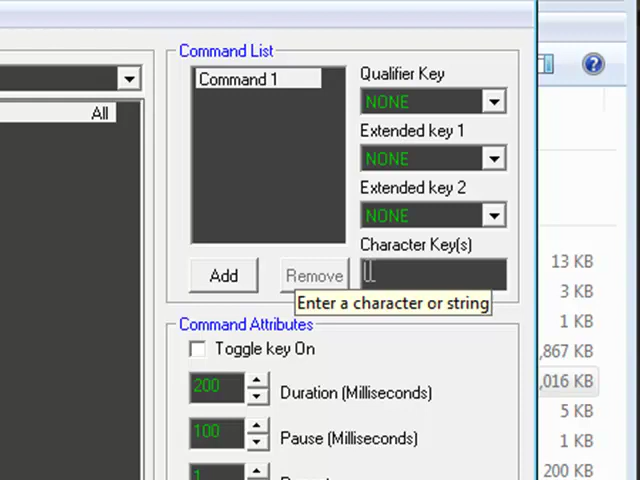 Command List
Command 1
Qualifier Key
NONE
All
Extended key 1
NONE
Extended key 2
NONE
Character Key(s)
Add
Remove
Enter a character or string
Command Attributes
Toggle key On
200
Duration (Milliseconds)
100
Pause (Milliseconds)
1
13 KB
3 KB
1 KB
,867 KB
,016 KB
5 KB
1 KB
200 KB